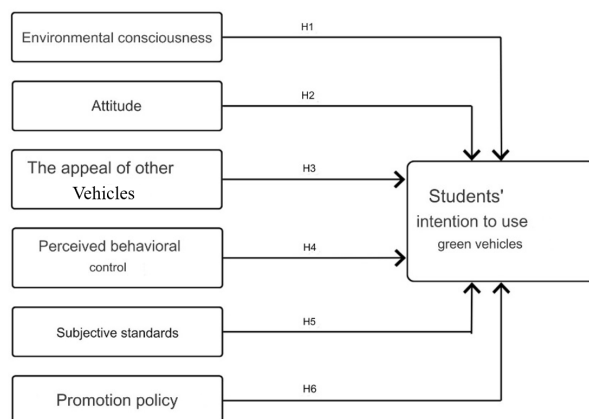 Environmental consciousness
H1
Attitude
H2
The appeal of other
Vehicles
H3
Students'
intention to use
green vehicles
Perceived behavioral
control
H4
Subjective standards
H5
Promotion policy
H6